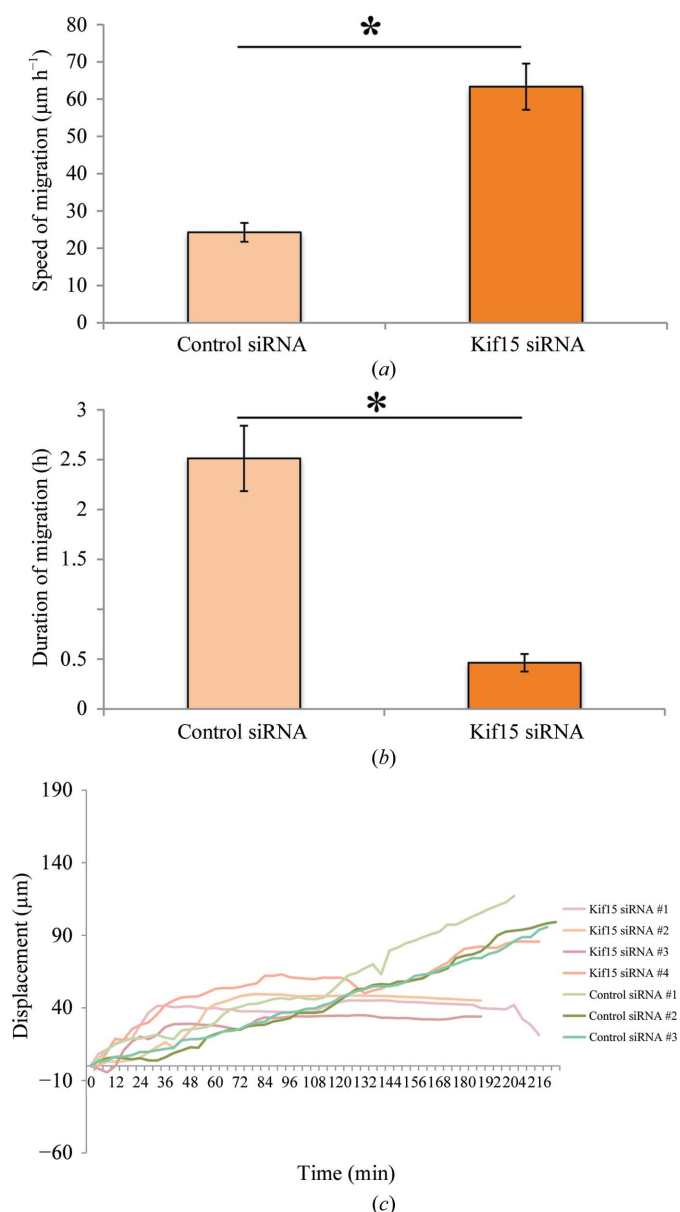 80
70
60
50
40
30
20
10
0
Speed of migration (µm h⁻¹)
*
Control siRNA Kif15 siRNA
(a)
3
2.5
2
1.5
1
0.5
0
Duration of migration (h)
*
Control siRNA Kif15 siRNA
(b)
190
140
90
40
−10
−60
Displacement (µm)
0 12 24 36 48 60 72 84 96 108 120 132 144 156 168 180 192 204 216
Time (min)
Kif15 siRNA #1
Kif15 siRNA #2
Kif15 siRNA #3
Kif15 siRNA #4
Control siRNA #1
Control siRNA #2
Control siRNA #3
(c)